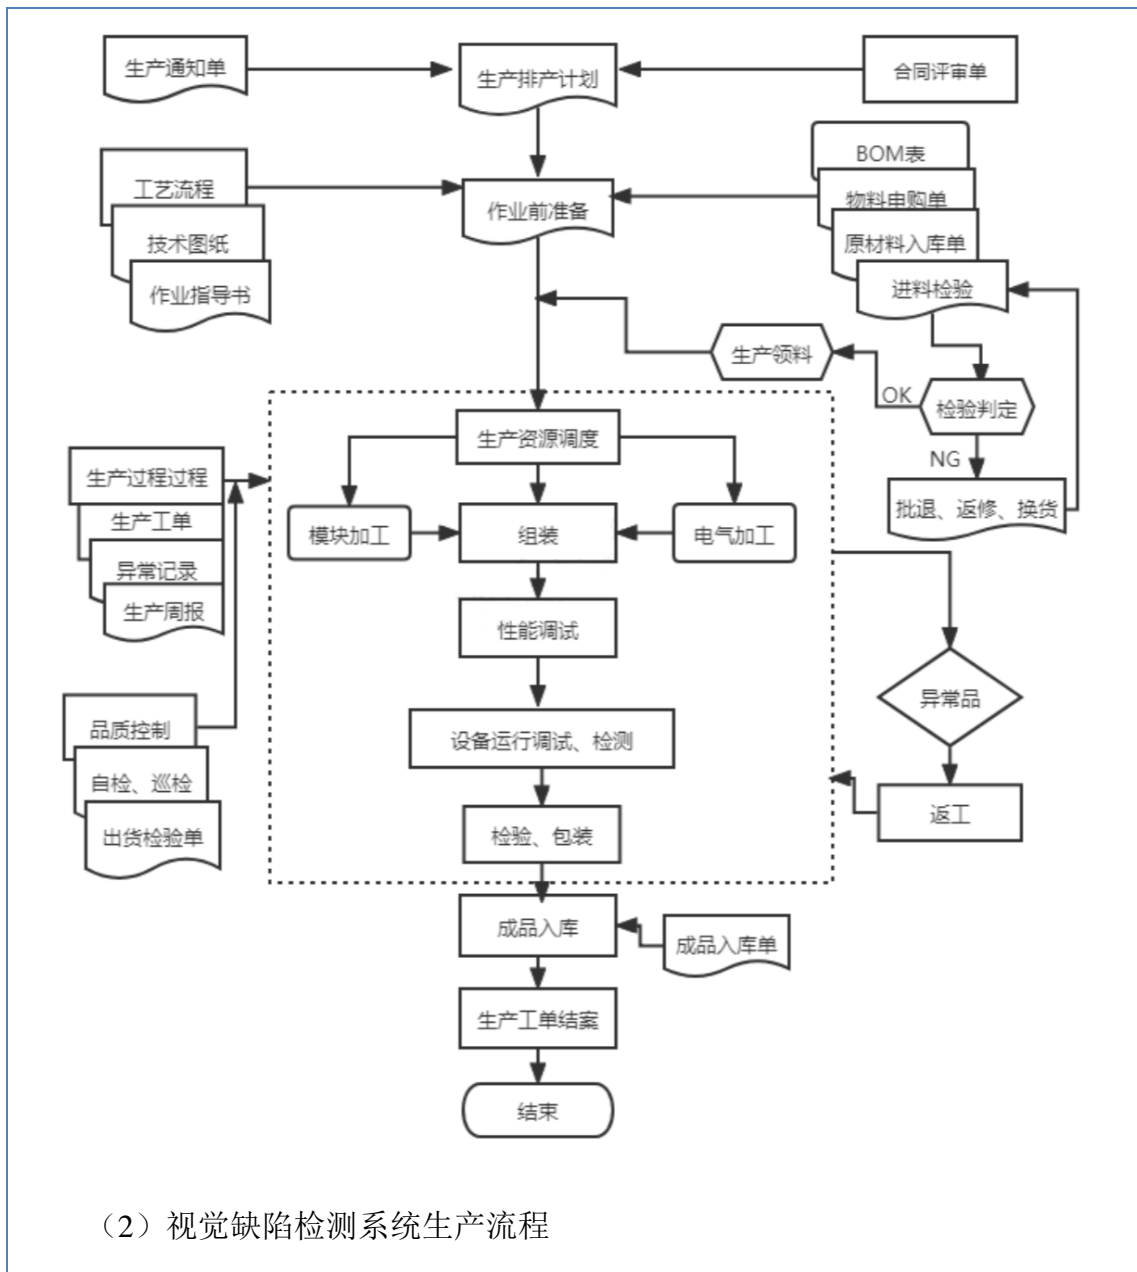 生产通知单
生产排产计划
合同评审单
BOM表
工艺流程
物料申购单
作业前准备
技术图纸
原材料入库单
作业指导书
进料检验
生产领料
OK
检验判定
生产资源调度
NG
生产过程过程
批退、返修、换货
生产工单
模块加工
组装
电气加工
异常记录
生产周报
性能调试
异常品
品质控制
设备运行调试、检测
自检、巡检
返工
出货检验单
检验、包装
成品入库
成品入库单
生产工单结案
结束
（2）视觉缺陷检测系统生产流程